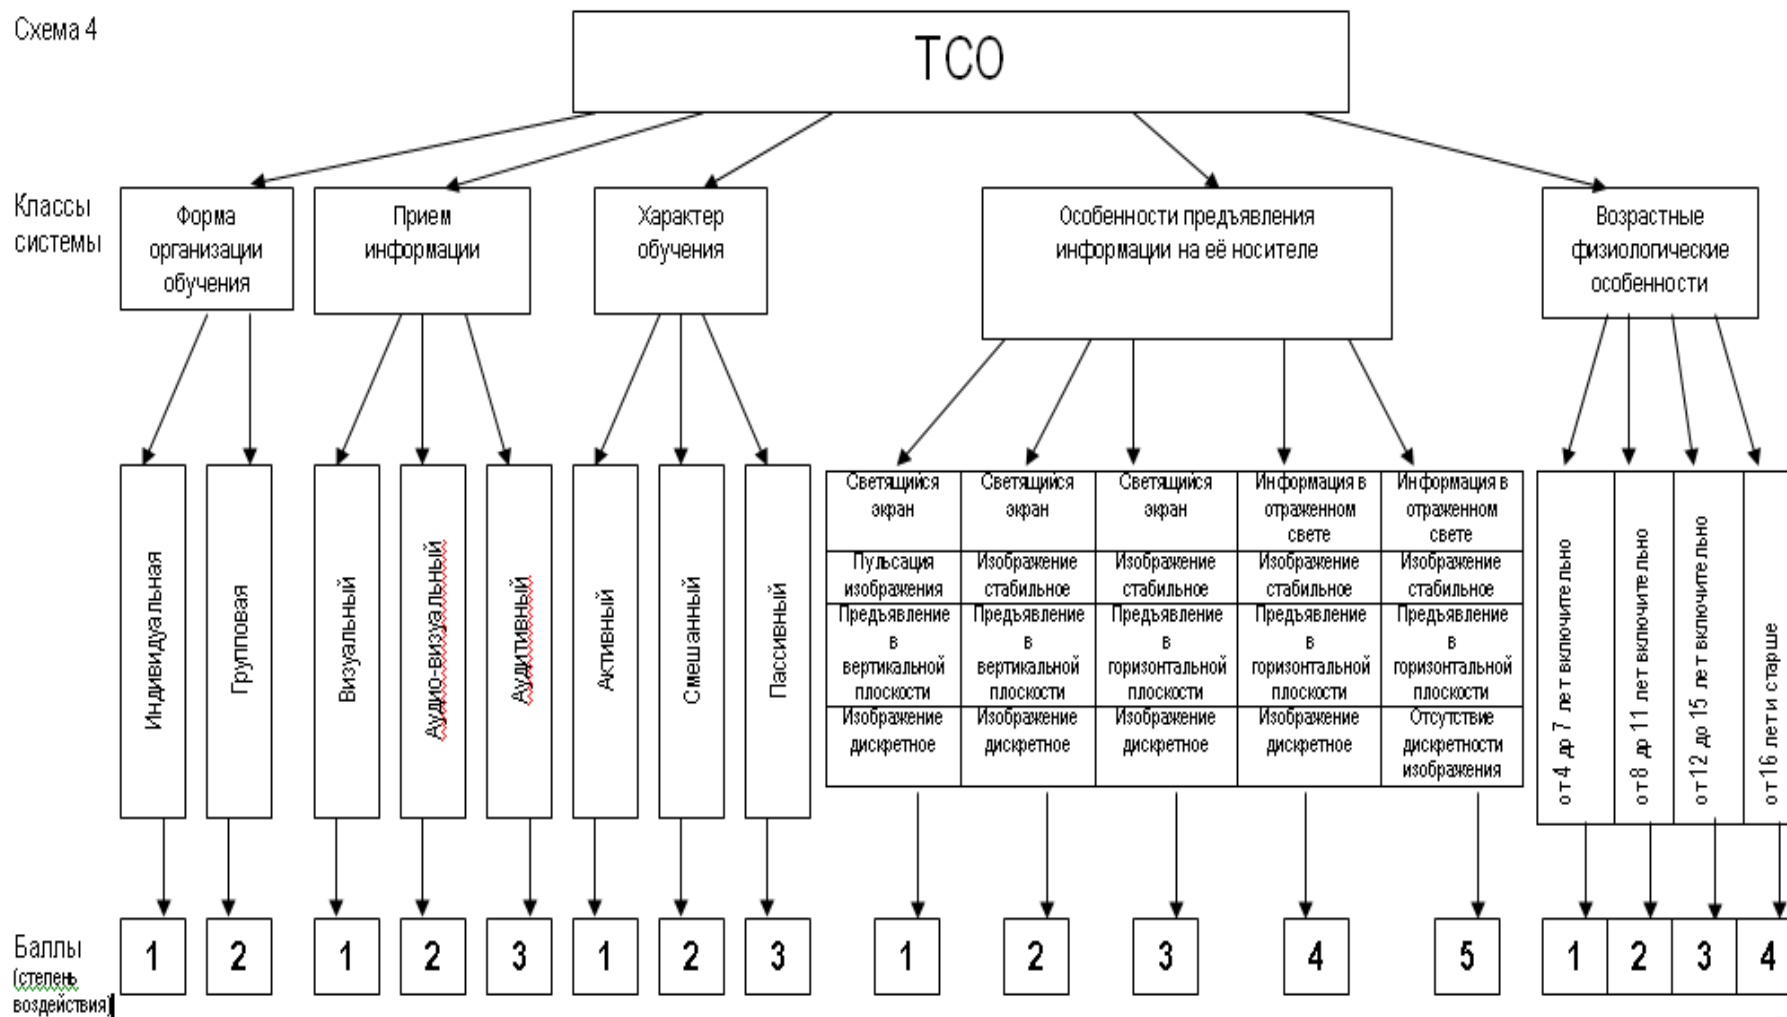 Схема 4
ТСО
Классы
системы
Форма
организации
обучения
Прием
информации
Характер
обучения
Особенности предъявления
информации на её носителе
Возрастные
физиологические
особенности
Индивидуальная
Групповая
Визуальный
Аудио-визуальный
Аудитивный
Активный
Смешанный
Пассивный
Светящийся
экран
Пульсация
изображения
Предъявление
в
вертикальной
плоскости
Изображение
дискретное
Светящийся
экран
Изображение
стабильное
Предъявление
в
вертикальной
плоскости
Изображение
дискретное
Светящийся
экран
Изображение
стабильное
Предъявление
в
горизонтальной
плоскости
Изображение
дискретное
Информация в
отраженном
свете
Изображение
стабильное
Предъявление
в
горизонтальной
плоскости
Изображение
дискретное
Информация в
отраженном
свете
Изображение
стабильное
Предъявление
в
горизонтальной
плоскости
Отсутствие
дискретности
изображения
от 4 до 7 лет включительно
от 8 до 11 лет включительно
от 12 до 15 лет включительно
от 16 лет и старше
Баллы
(степень
воздействия)
1
2
1
2
3
1
2
3
1
2
3
4
5
1
2
3
4